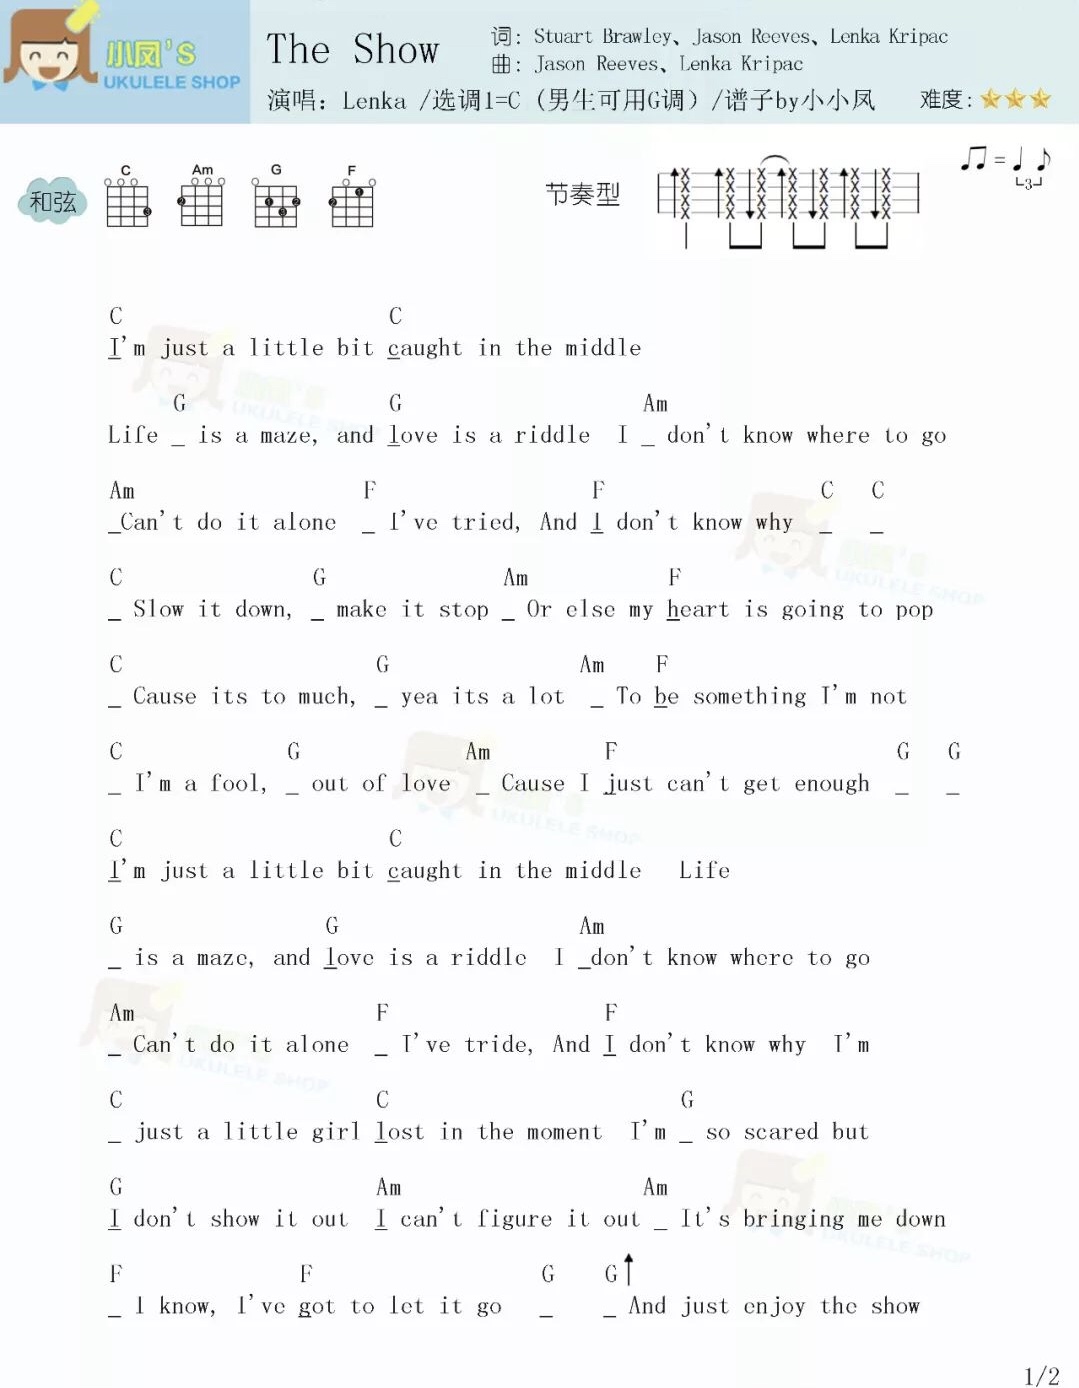 小凤's
UKULELE SHOP
The Show
词: Stuart Brawley、Jason Reeves、Lenka Kripac
曲: Jason Reeves、Lenka Kripac
演唱: Lenka /选调1=C (男生可用G调) /谱子by小小凤
难度:
和弦
C Am G F
节奏型
3
C C
I'm just a little bit caught in the middle
G G Am
Life _ is a maze, and love is a riddle I _ don't know where to go
Am F F C C
_Can't do it alone _ I've tried, And I don't know why _ _
C G Am F
_ Slow it down, _ make it stop _ Or else my heart is going to pop
C G Am F
_ Cause its to much, _ yea its a lot _ To be something I'm not
C G Am F G G
_ I'm a fool, _ out of love _ Cause I just can't get enough _ _
C C
I'm just a little bit caught in the middle Life
G G Am
_ is a maze, and love is a riddle I _don't know where to go
Am F F
_ Can't do it alone _ I've tride, And I don't know why I'm
C C G
_ just a little girl lost in the moment I'm _ so scared but
G Am Am
I don't show it out I can't figure it out _ It's bringing me down
F F G G
_ I know, I've got to let it go _ _ And just enjoy the show
1/2